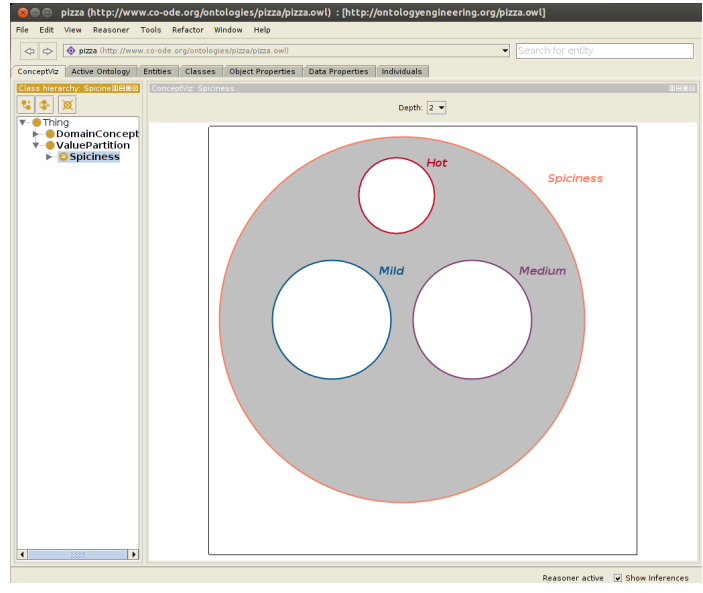 pizza (http://www.co-ode.org/ontologies/pizza/pizza.owl) : [http://ontologyengineering.org/pizza.owl]
File Edit View Reasoner Tools Refactor Window Help
pizza (http://www.co-ode.org/ontologies/pizza/pizza.owl) Search for entity
ConceptViz Active Ontology Entities Classes Object Properties Data Properties Individuals
Class hierarchy: Spicine ConceptViz: Spiciness
Depth: 2
Thing
DomainConcept
ValuePartition
Spiciness
Hot
Spiciness
Mild
Medium
Reasoner active Show Inferences